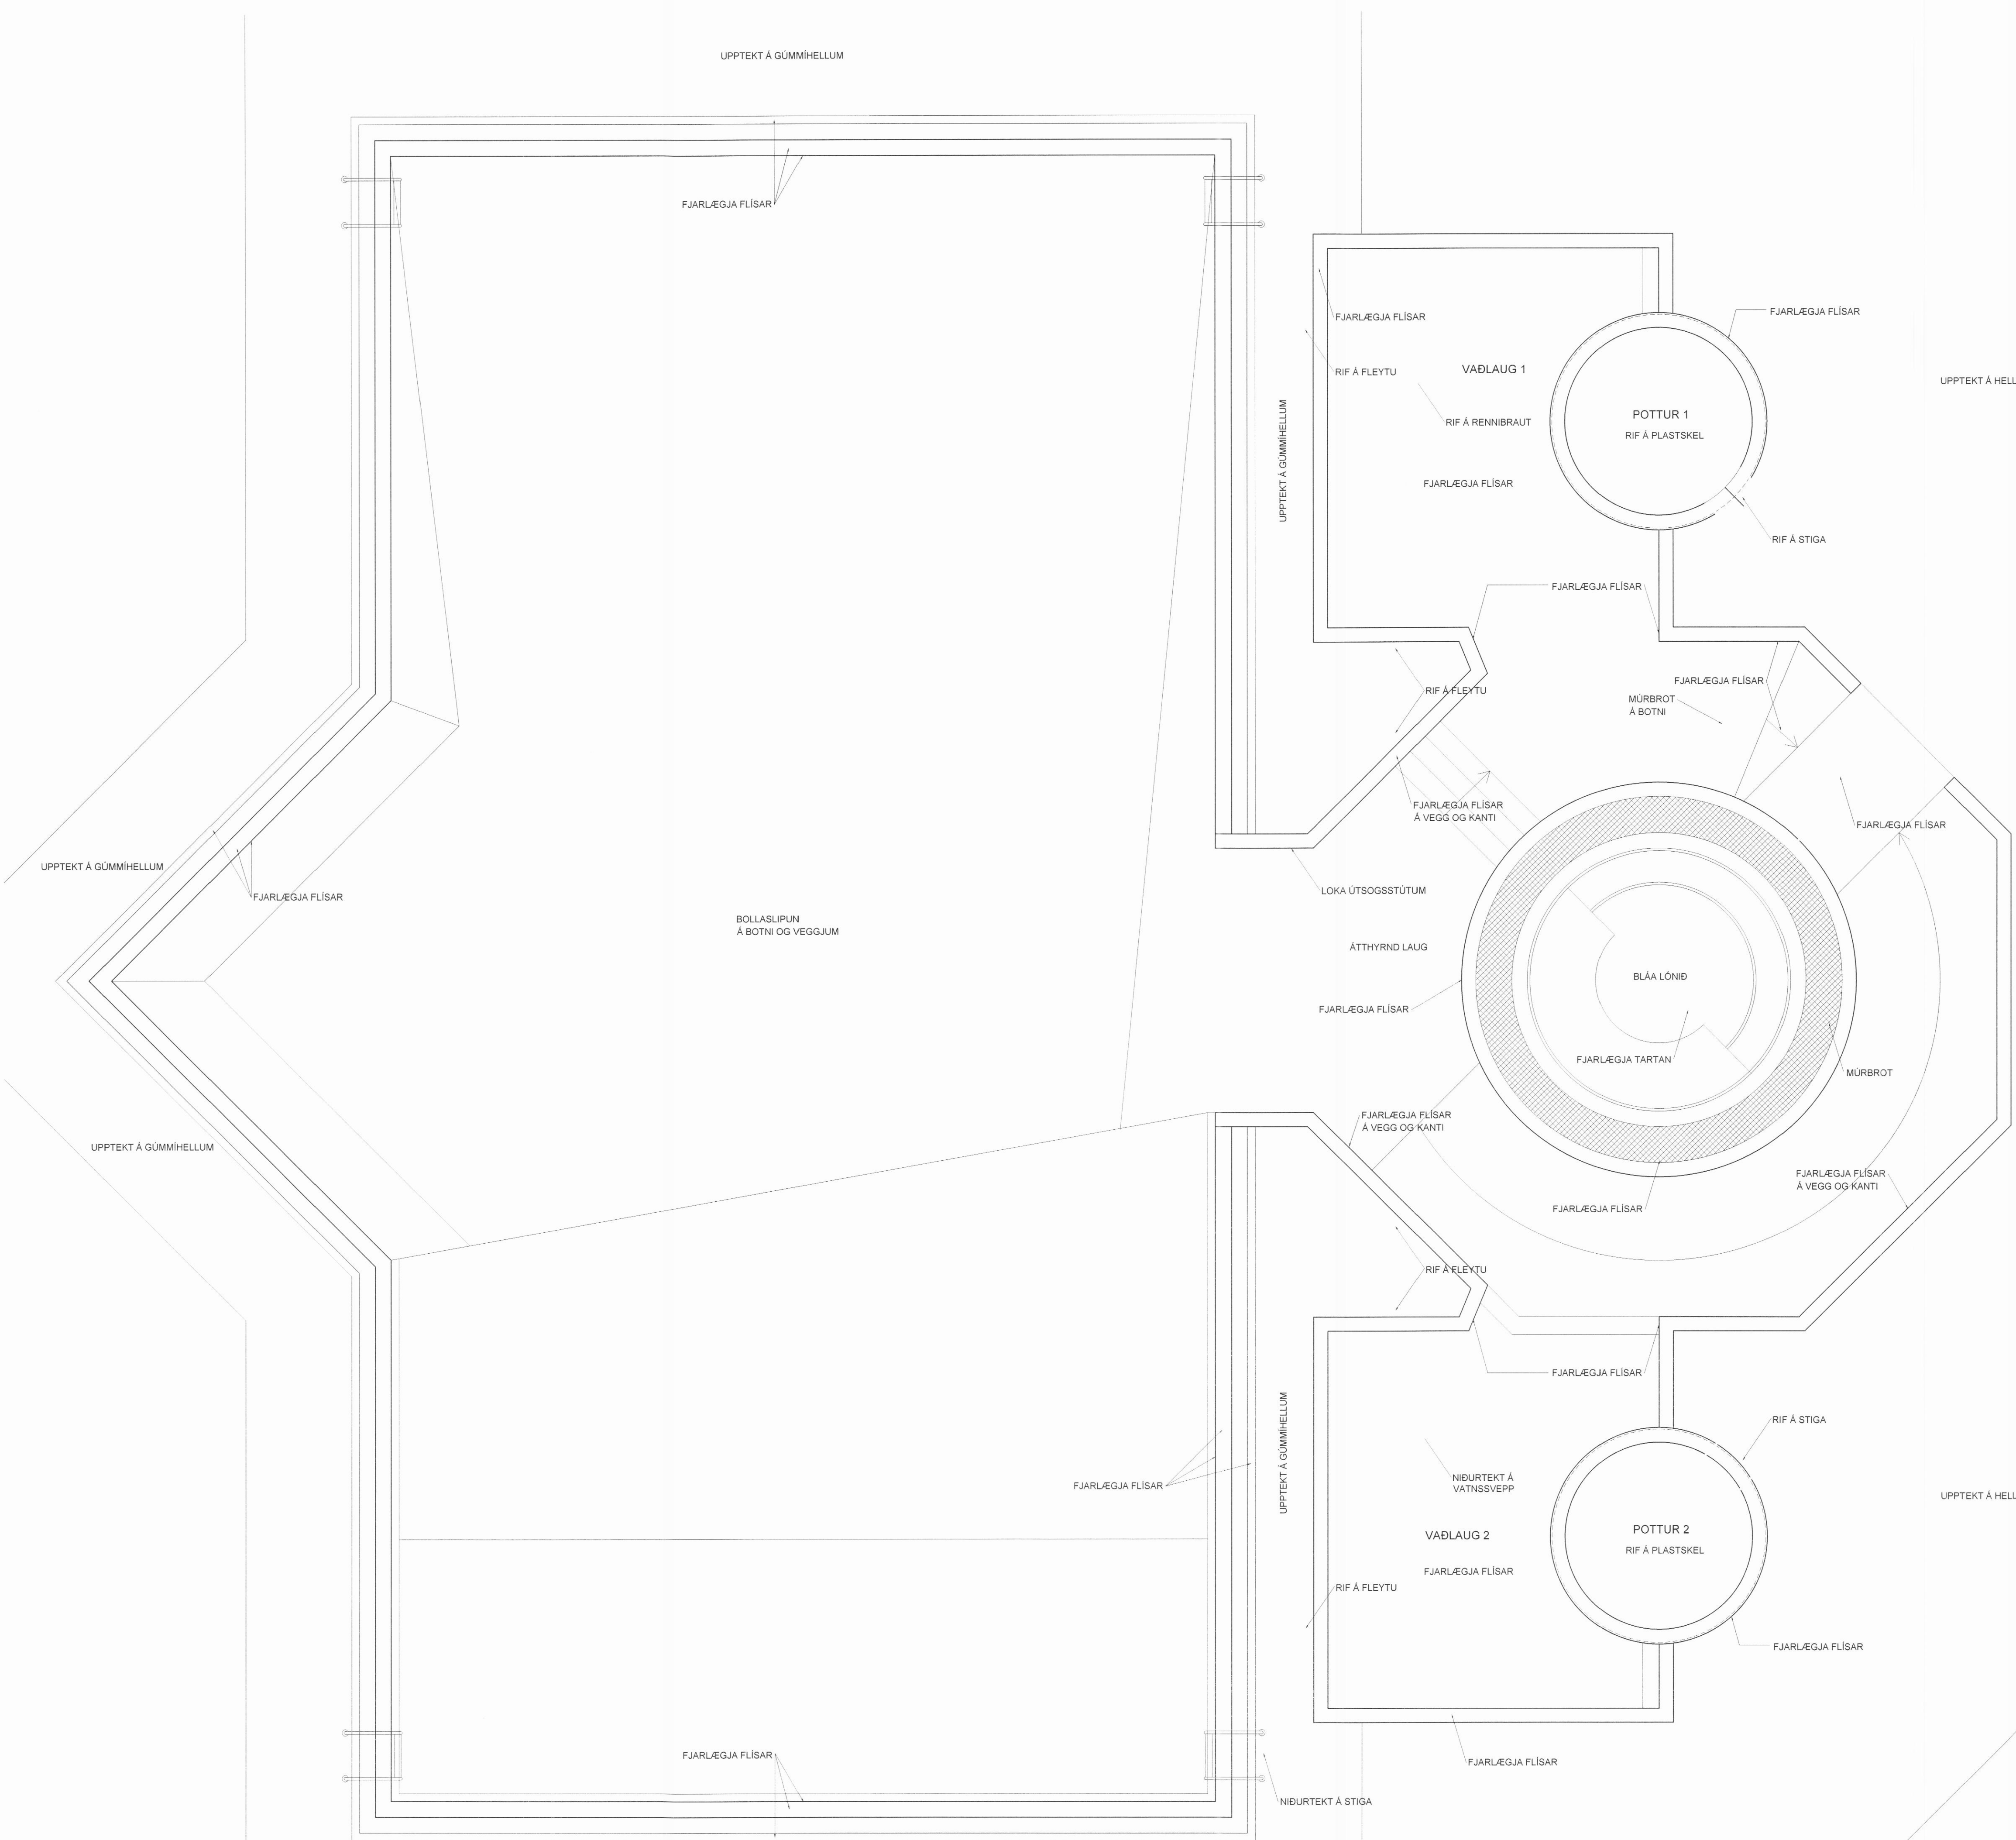 UPPTEKT Á GÚMMÍHELLUM
FJARLÆGJA FLÍSAR
FJARLÆGJA FLÍSAR
FJARLÆGJA FLÍSAR
RIF Á FLEYTU
VAÐLAUG 1
UPPTEKT Á HELL
POTTUR 1
RIF Á PLASTSKEL
RIF Á RENNIBRAUT
UPPTEKT Á GÚMMÍHELLUM
FJARLÆGJA FLÍSAR
RIF Á STIGA
FJARLÆGJA FLÍSAR
FJARLÆGJA FLÍSAR
RIF Á FLEYTU
MÚRBROT
Á BOTNI
FJARLÆGJA FLÍSAR
Á VEGG OG KANTI
FJARLÆGJA FLÍSAR
UPPTEKT Á GÚMMÍHELLUM
FJARLÆGJA FLÍSAR
LOKA ÚTSOGSSTÚTUM
BOLLASLIPUN
Á BOTNI OG VEGGJUM
ÁTTHYRND LAUG
BLÁA LÓNIÐ
FJARLÆGJA FLÍSAR
FJARLÆGJA TARTAN
MÚRBROT
FJARLÆGJA FLÍSAR
Á VEGG OG KANTI
UPPTEKT Á GÚMMÍHELLUM
FJARLÆGJA FLÍSAR
Á VEGG OG KANTI
FJARLÆGJA FLÍSAR
RIF Á FLEYTU
FJARLÆGJA FLÍSAR
RIF Á STIGA
UPPTEKT Á GÚMMÍHELLUM
FJARLÆGJA FLÍSAR
NIÐURTEKT Á
VATNSSVEPP
UPPTEKT Á HELL
POTTUR 2
RIF Á PLASTSKEL
VAÐLAUG 2
FJARLÆGJA FLÍSAR
RIF Á FLEYTU
FJARLÆGJA FLÍSAR
FJARLÆGJA FLÍSAR
FJARLÆGJA FLÍSAR
NIÐURTEKT Á STIGA